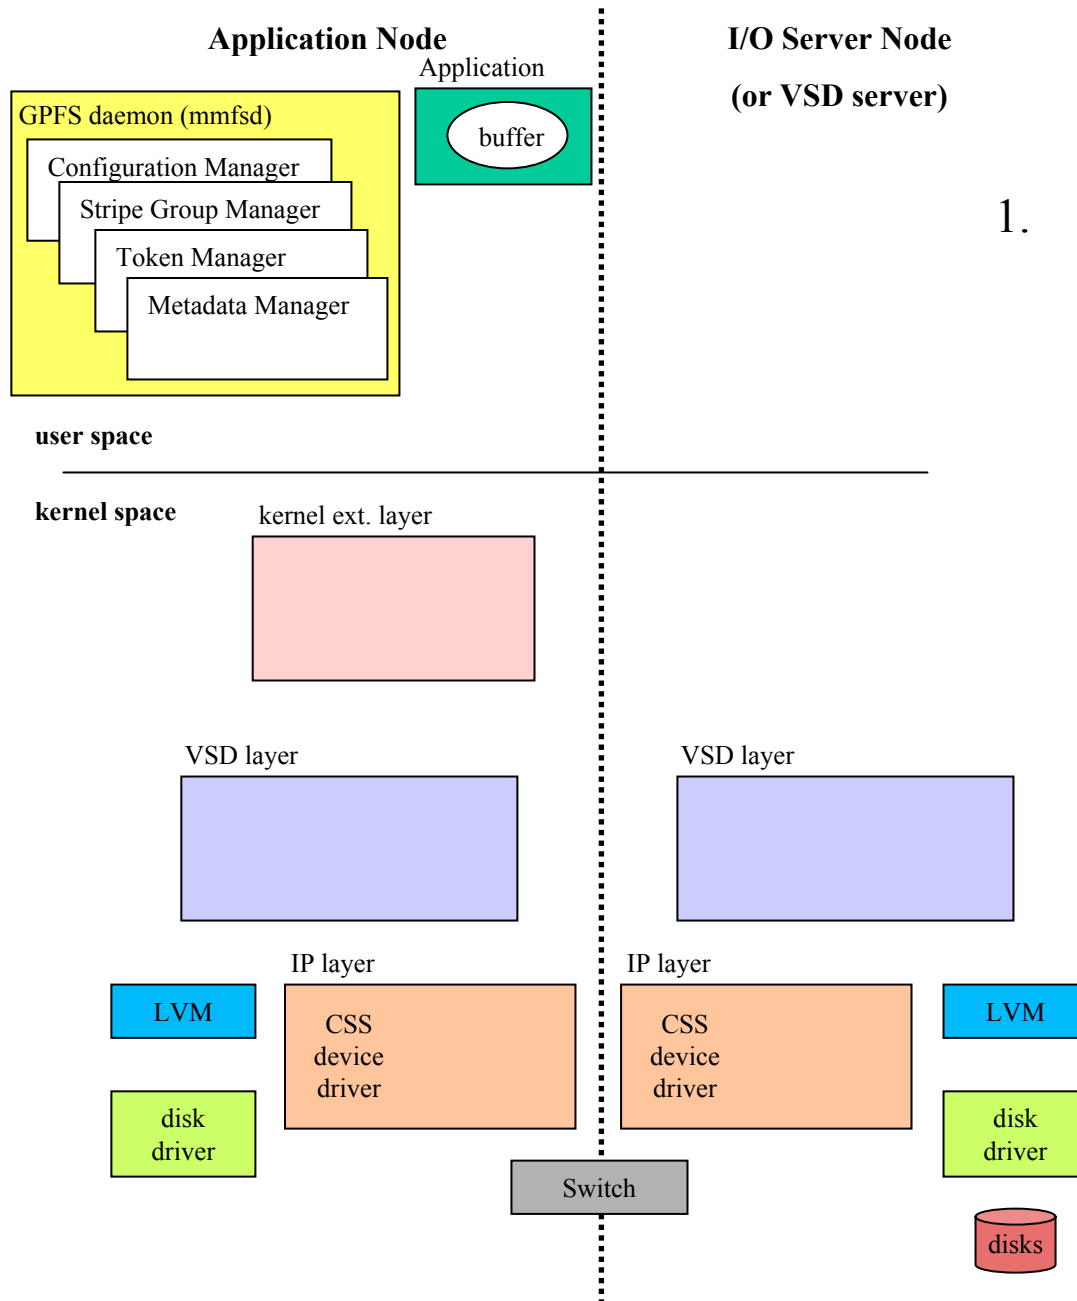 Application Node
I/O Server Node
(or VSD server)
Application
buffer
GPFS daemon (mmfsd)
Configuration Manager
Stripe Group Manager
Token Manager
Metadata Manager
1.
user space
kernel space
kernel ext. layer
VSD layer
VSD layer
IP layer
IP layer
LVM
CSS
device
driver
CSS
device
driver
LVM
disk
driver
disk
driver
Switch
disks